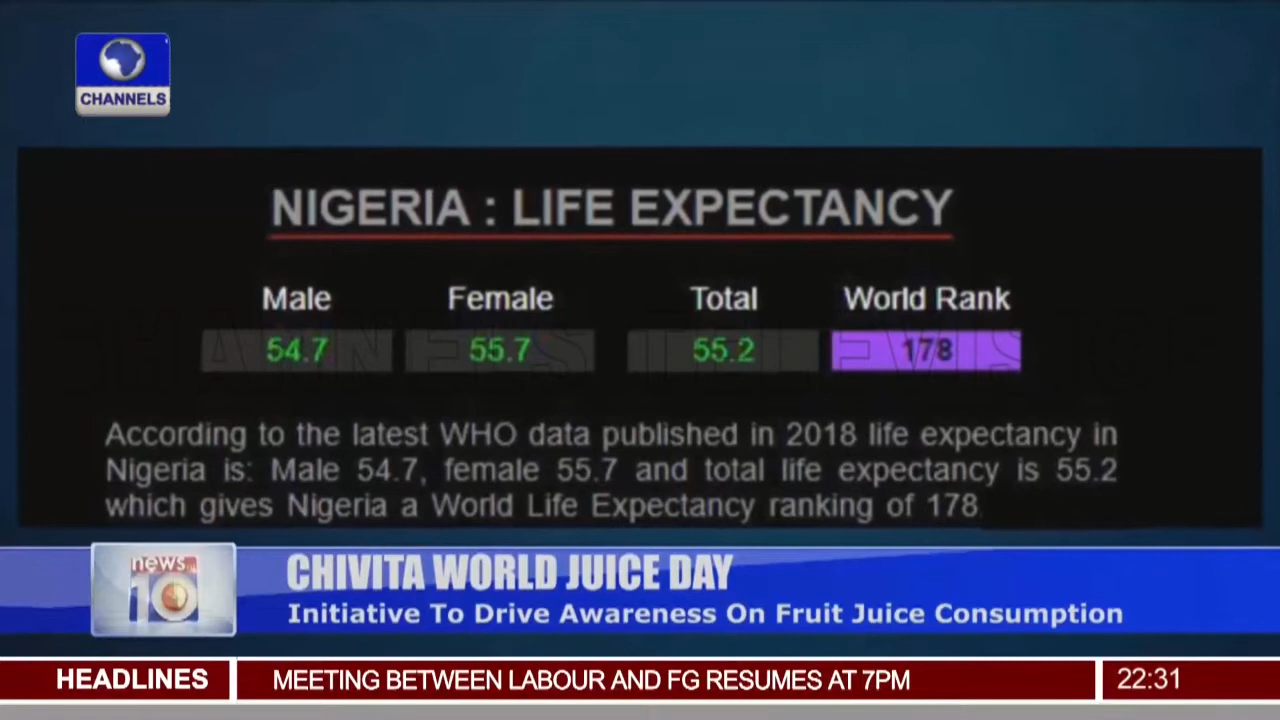 CHANNELS
NIGERIA : LIFE EXPECTANCY
Male Female Total World Rank
54.7 55.7 55.2 178
According to the latest WHO data published in 2018 life expectancy in
Nigeria is: Male 54.7, female 55.7 and total life expectancy is 55.2
which gives Nigeria a World Life Expectancy ranking of 178
news
10
CHIVITA WORLD JUICE DAY
Initiative To Drive Awareness On Fruit Juice Consumption
HEADLINES MEETING BETWEEN LABOUR AND FG RESUMES AT 7PM 22:31